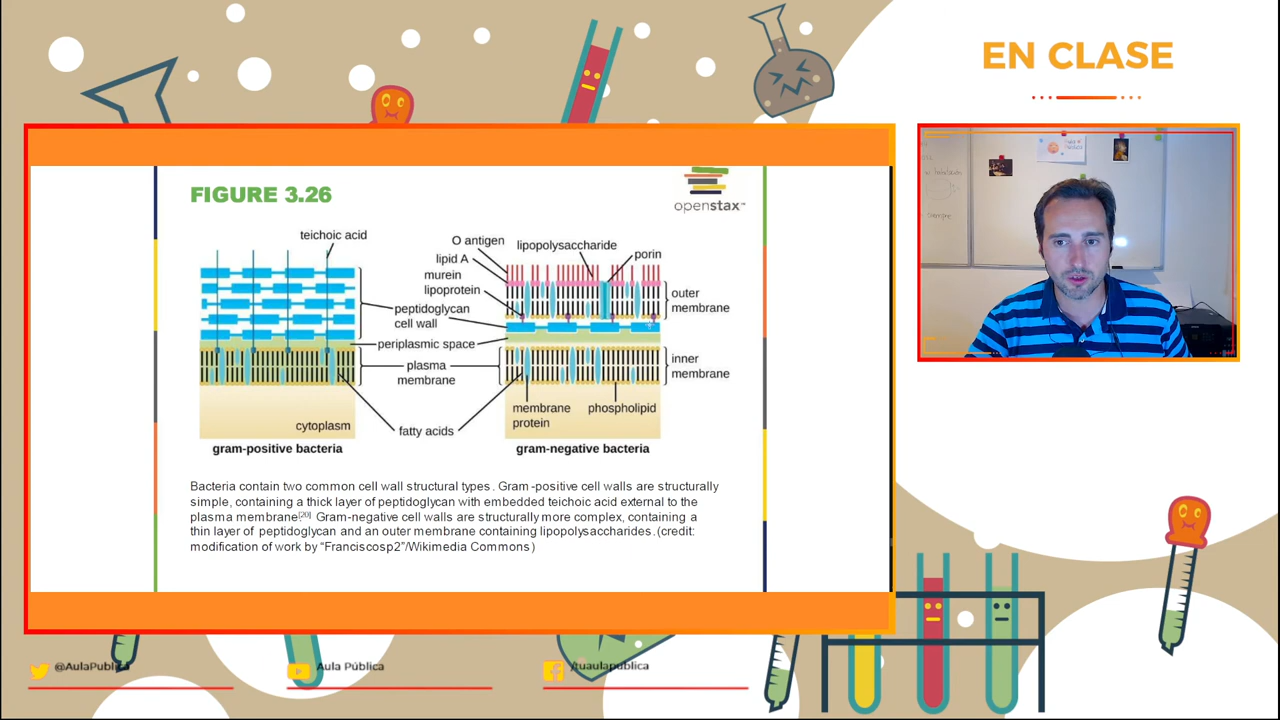 EN CLASE
FIGURE 3.26
openstax™
teichoic acid
peptidoglycan
cell wall
periplasmic space
plasma
membrane
fatty acids
cytoplasm
gram-positive bacteria
O antigen
lipid A
murein
lipoprotein
lipopolysaccharide
porin
outer
membrane
inner
membrane
membrane
protein
phospholipid
gram-negative bacteria
Bacteria contain two common cell wall structural types. Gram-positive cell walls are structurally
simple, containing a thick layer of peptidoglycan with embedded teichoic acid external to the
plasma membrane.[20] Gram-negative cell walls are structurally more complex, containing a
thin layer of peptidoglycan and an outer membrane containing lipopolysaccharides. (credit:
modification of work by “Franciscosp2”/Wikimedia Commons)
@AulaPublica
Aula Pública
/tuaulapublica